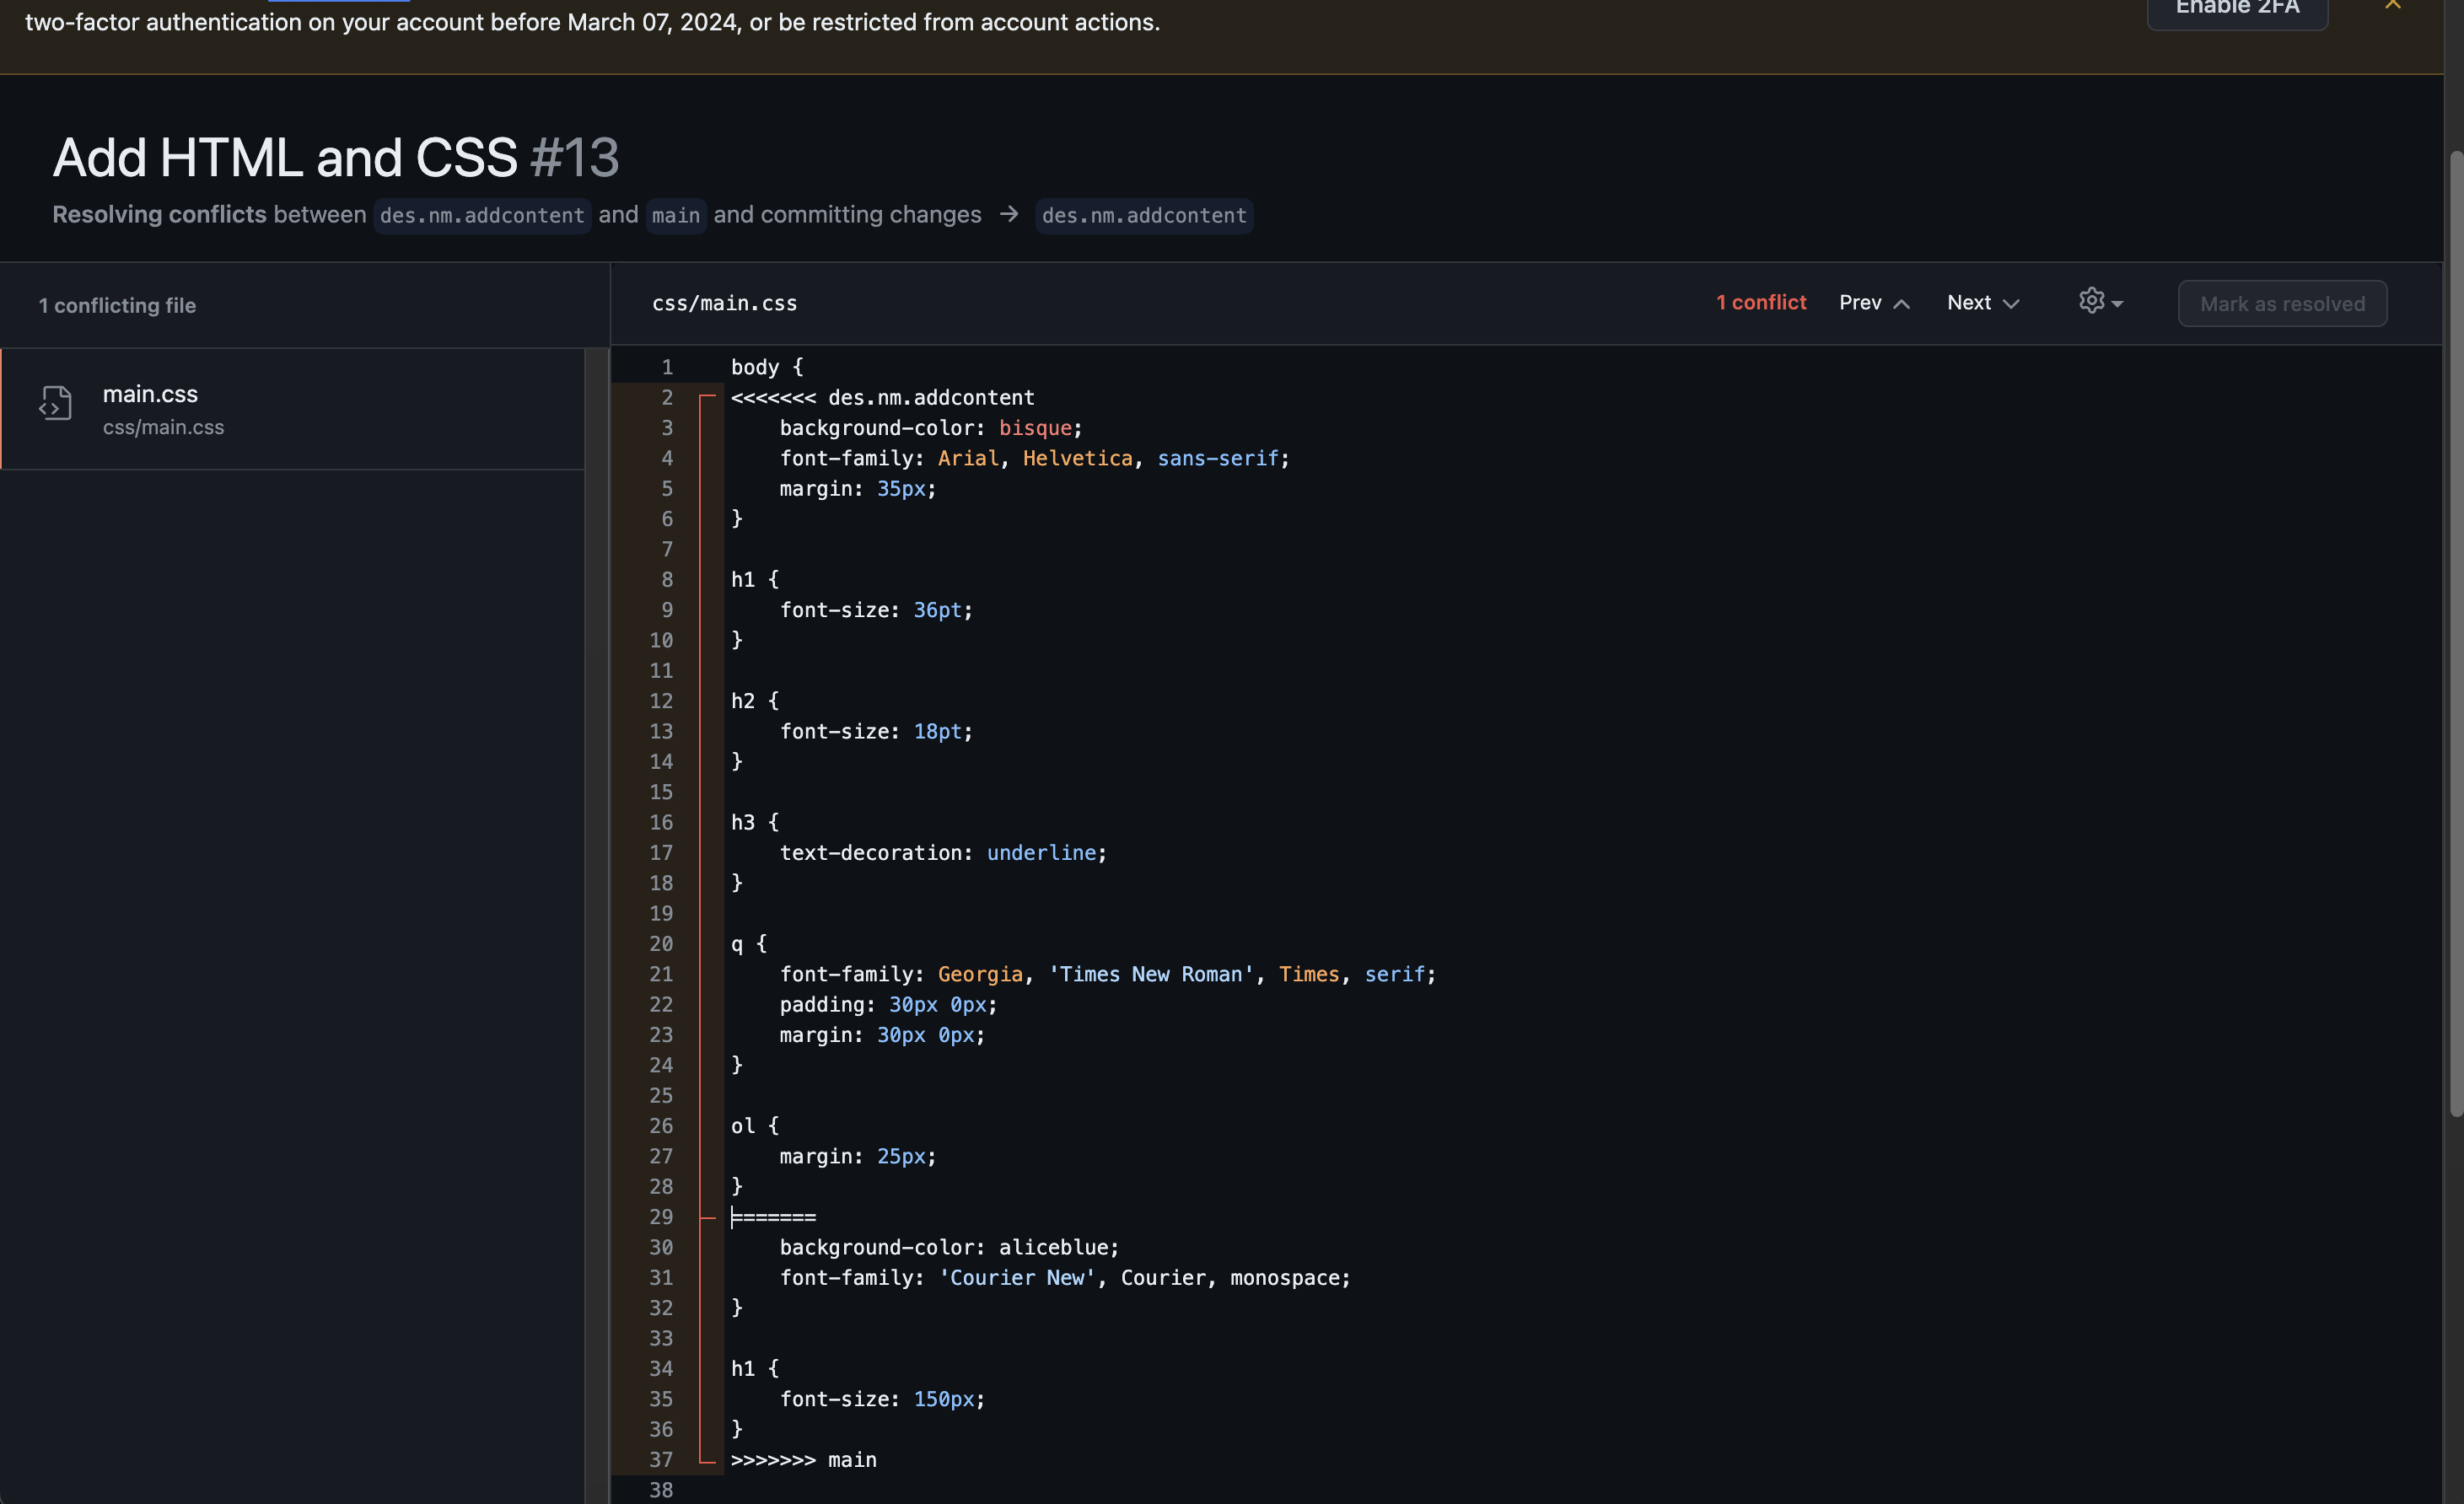 two-factor authentication on your account before March 07, 2024, or be restricted from account actions.
Enable 2FA
Add HTML and CSS #13
Resolving conflicts between des.nm.addcontent and main and committing changes → des.nm.addcontent
1 conflicting file
css/main.css
1 conflict Prev Next
Mark as resolved
main.css
css/main.css
1 body {
2 <<<<<<< des.nm.addcontent
3     background-color: bisque;
4     font-family: Arial, Helvetica, sans-serif;
5     margin: 35px;
6 }
7
8 h1 {
9     font-size: 36pt;
10 }
11
12 h2 {
13     font-size: 18pt;
14 }
15
16 h3 {
17     text-decoration: underline;
18 }
19
20 q {
21     font-family: Georgia, 'Times New Roman', Times, serif;
22     padding: 30px 0px;
23     margin: 30px 0px;
24 }
25
26 ol {
27     margin: 25px;
28 }
29 =======
30     background-color: aliceblue;
31     font-family: 'Courier New', Courier, monospace;
32 }
33
34 h1 {
35     font-size: 150px;
36 }
37 >>>>>>> main
38